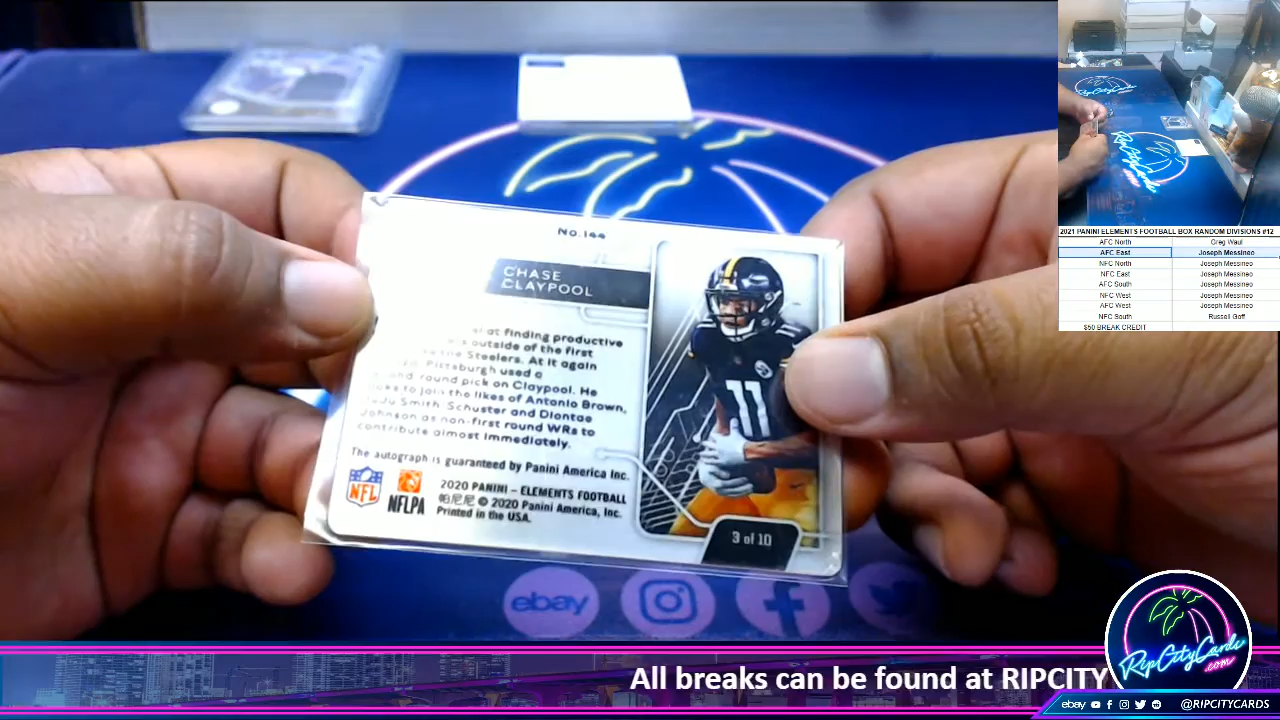 No. 144
CHASE
CLAYPOOL
at finding productive
outside of the first
the Steelers. At it again
Pittsburgh used a
round pick on Claypool. He
to join the likes of Antonio Brown,
JuJu Smith-Schuster and Diontae
Johnson as non-first round WRs to
contribute almost immediately.
The autograph is guaranteed by Panini America Inc.
2020 PANINI – ELEMENTS FOOTBALL
帕尼尼 © 2020 Panini America, Inc.
Printed in the USA.
NFL
NFLPA
11
3 of 10
ebay
2021 PANINI ELEMENTS FOOTBALL BOX RANDOM DIVISIONS #12
AFC North Greg Waul
AFC East Joseph Messineo
NFC North Joseph Messineo
NFC East Joseph Messineo
AFC South Joseph Messineo
NFC West Joseph Messineo
AFC West Joseph Messineo
NFC South Russell Goff
$50 BREAK CREDIT
RipCityCards
RipCityCards
.com
All breaks can be found at RIPCITY
RipCityCards
.com
ebay @RIPCITYCARDS